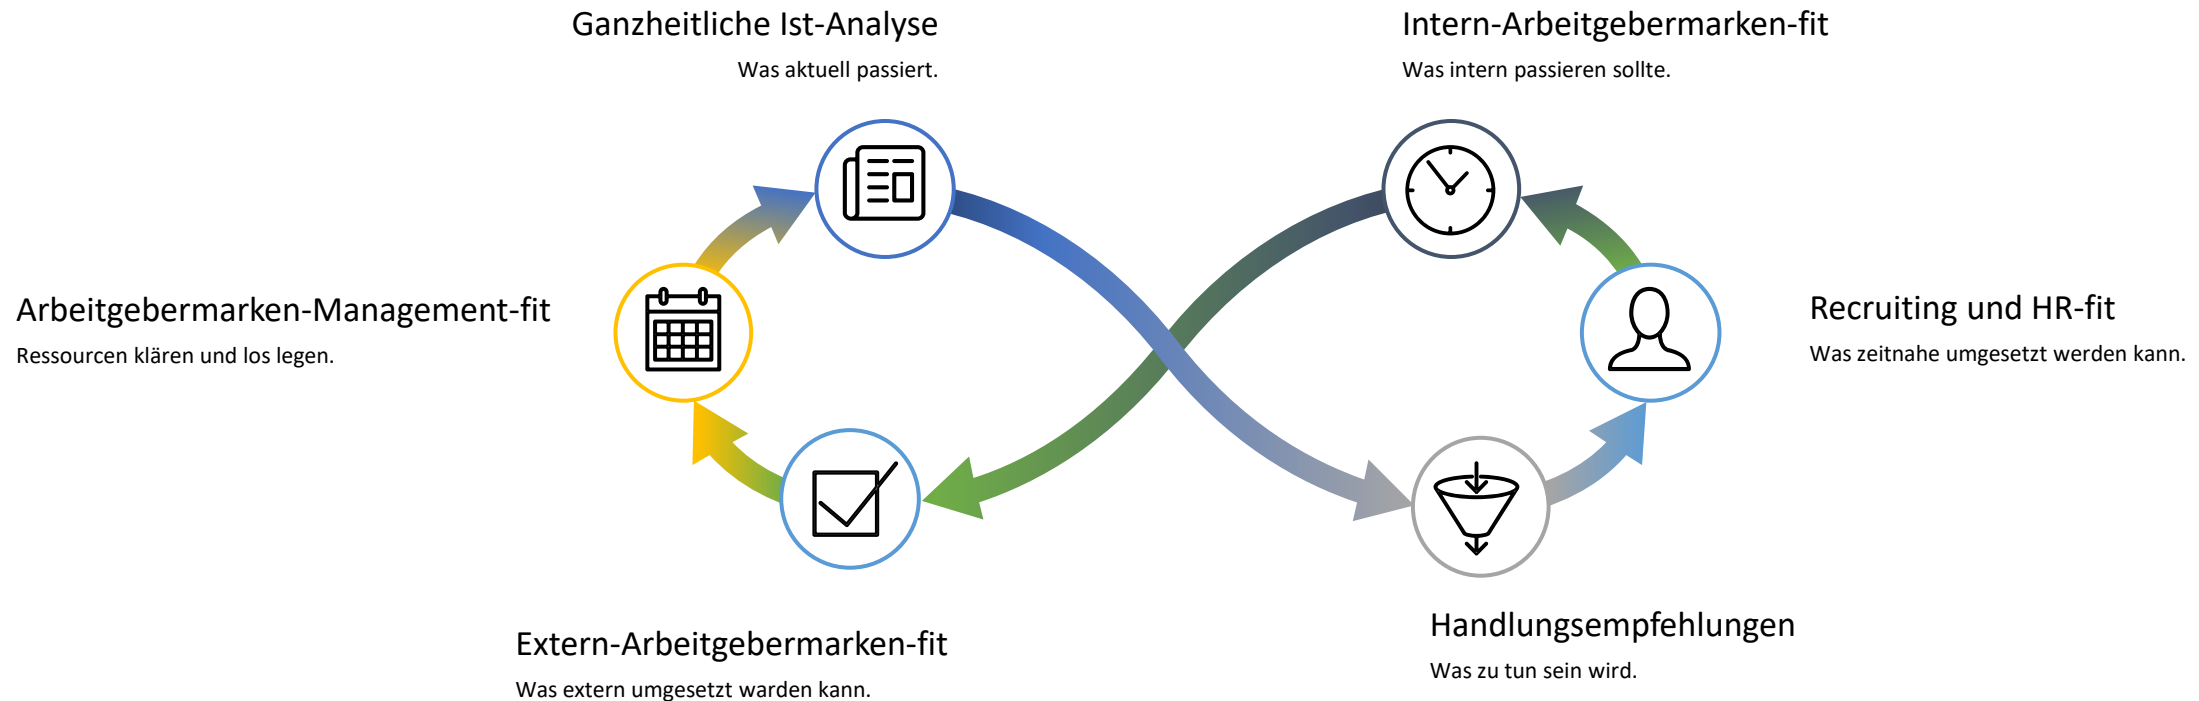 Ganzheitliche Ist-Analyse
Was aktuell passiert.
Intern-Arbeitgebermarken-fit
Was intern passieren sollte.
Arbeitgebermarken-Management-fit
Ressourcen klären und los legen.
Recruiting und HR-fit
Was zeitnahe umgesetzt werden kann.
Extern-Arbeitgebermarken-fit
Was extern umgesetzt warden kann.
Handlungsempfehlungen
Was zu tun sein wird.